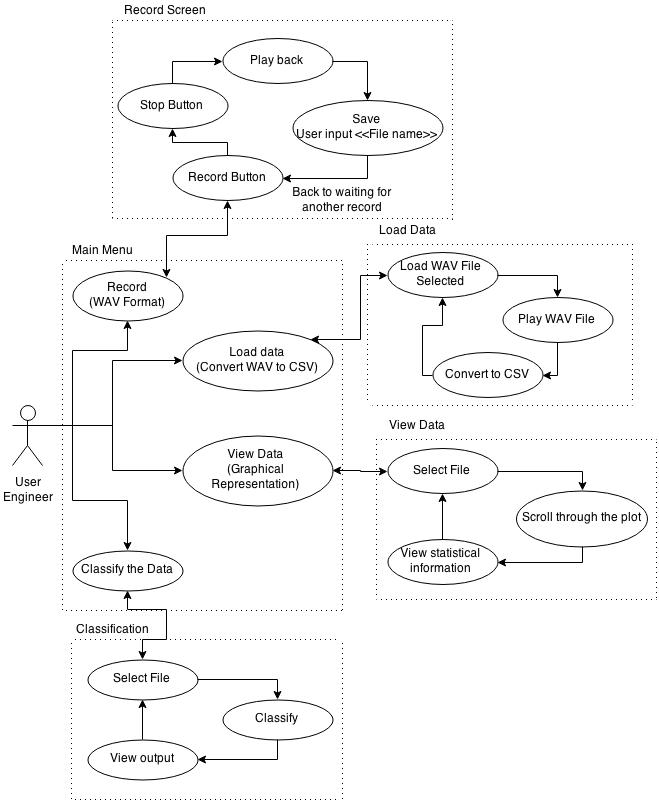 Record Screen
Play back
Stop Button
Save
User input <<File name>>
Record Button
Back to waiting for
another record
Load Data
Main Menu
Load WAV File
Selected
Record
(WAV Format)
Play WAV File
Load data
(Convert WAV to CSV)
Convert to CSV
View Data
View Data
(Graphical
Representation)
Select File
User
Engineer
Scroll through the plot
View statistical
information
Classify the Data
Classification
Select File
Classify
View output